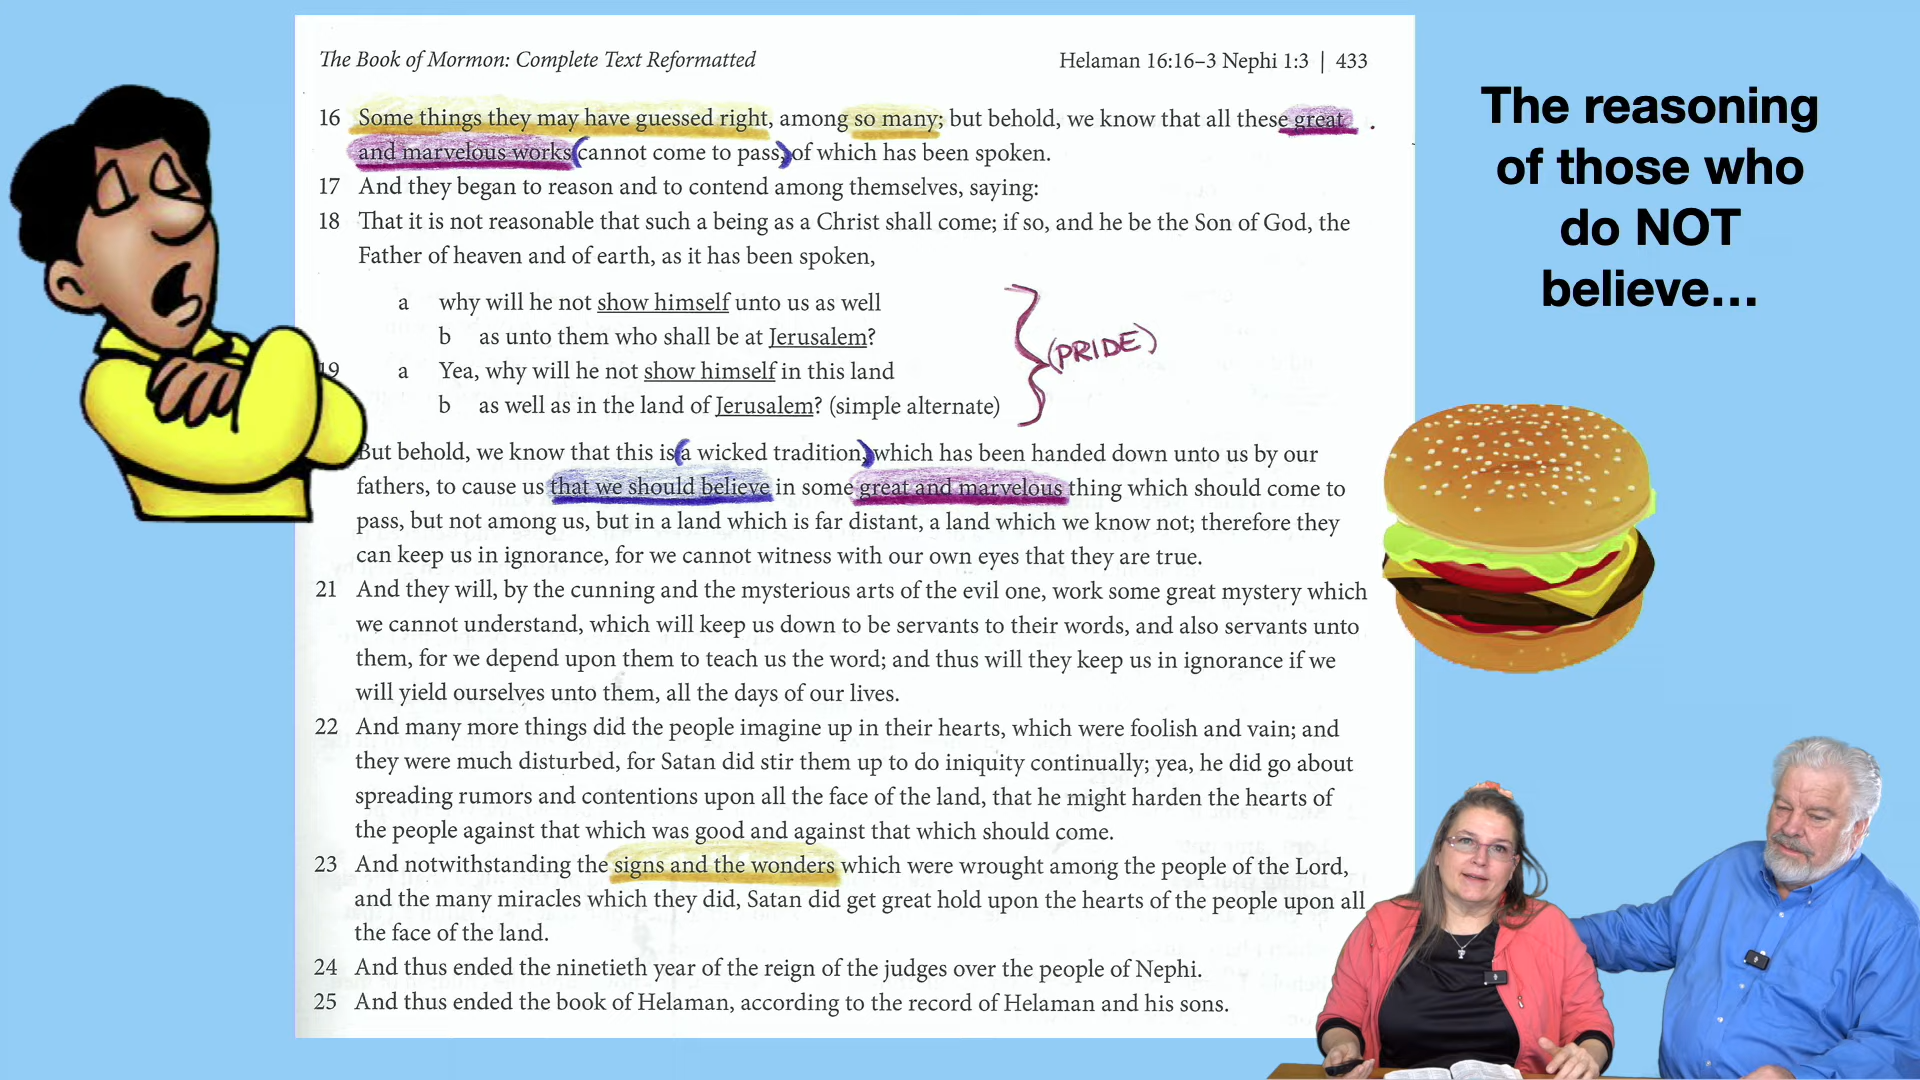 The Book of Mormon: Complete Text Reformatted
Helaman 16:16–3 Nephi 1:3 | 433
16 Some things they may have guessed right, among so many; but behold, we know that all these great
and marvelous works (cannot come to pass,) of which has been spoken.
17 And they began to reason and to contend among themselves, saying:
18 That it is not reasonable that such a being as a Christ shall come; if so, and he be the Son of God, the
Father of heaven and of earth, as it has been spoken,
a why will he not show himself unto us as well
b as unto them who shall be at Jerusalem?
19 a Yea, why will he not show himself in this land
b as well as in the land of Jerusalem? (simple alternate)
(PRIDE)
But behold, we know that this is (a wicked tradition,) which has been handed down unto us by our
fathers, to cause us that we should believe in some great and marvelous thing which should come to
pass, but not among us, but in a land which is far distant, a land which we know not; therefore they
can keep us in ignorance, for we cannot witness with our own eyes that they are true.
21 And they will, by the cunning and the mysterious arts of the evil one, work some great mystery which
we cannot understand, which will keep us down to be servants to their words, and also servants unto
them, for we depend upon them to teach us the word; and thus will they keep us in ignorance if we
will yield ourselves unto them, all the days of our lives.
22 And many more things did the people imagine up in their hearts, which were foolish and vain; and
they were much disturbed, for Satan did stir them up to do iniquity continually; yea, he did go about
spreading rumors and contentions upon all the face of the land, that he might harden the hearts of
the people against that which was good and against that which should come.
23 And notwithstanding the signs and the wonders which were wrought among the people of the Lord,
and the many miracles which they did, Satan did get great hold upon the hearts of the people upon all
the face of the land.
24 And thus ended the ninetieth year of the reign of the judges over the people of Nephi.
25 And thus ended the book of Helaman, according to the record of Helaman and his sons.
The reasoning
of those who
do NOT
believe...